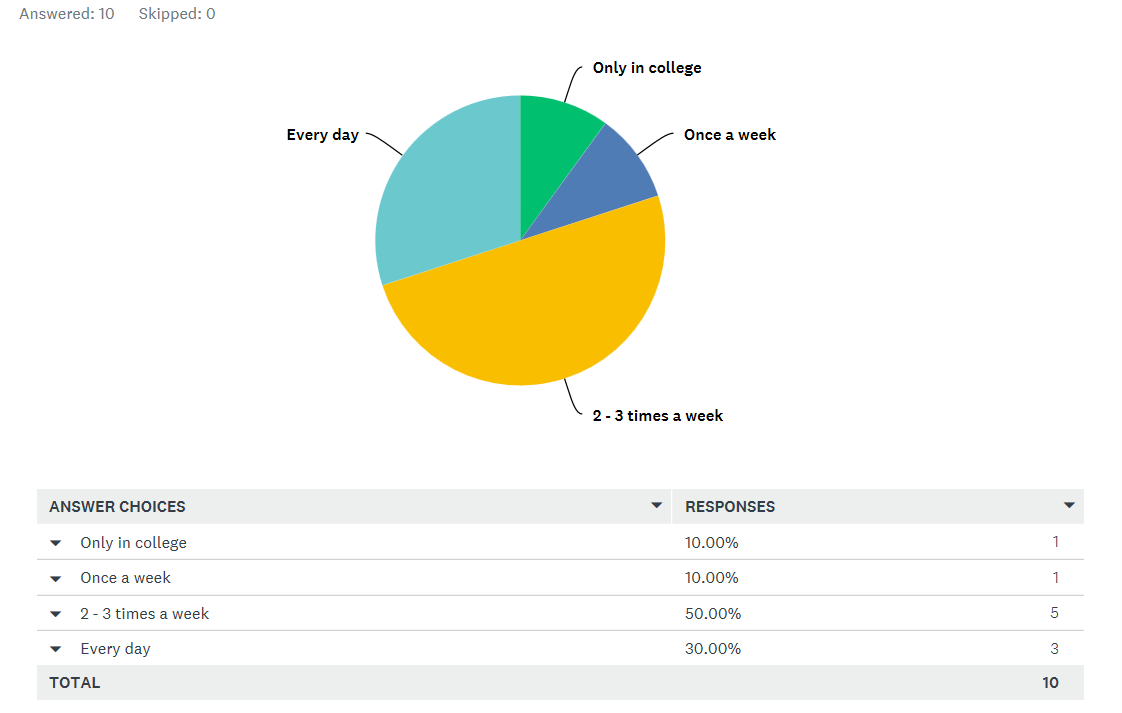 Answered: 10 Skipped: 0
Only in college
Every day
Once a week
2 - 3 times a week
ANSWER CHOICES RESPONSES
Only in college 10.00% 1
Once a week 10.00% 1
2 - 3 times a week 50.00% 5
Every day 30.00% 3
TOTAL 10